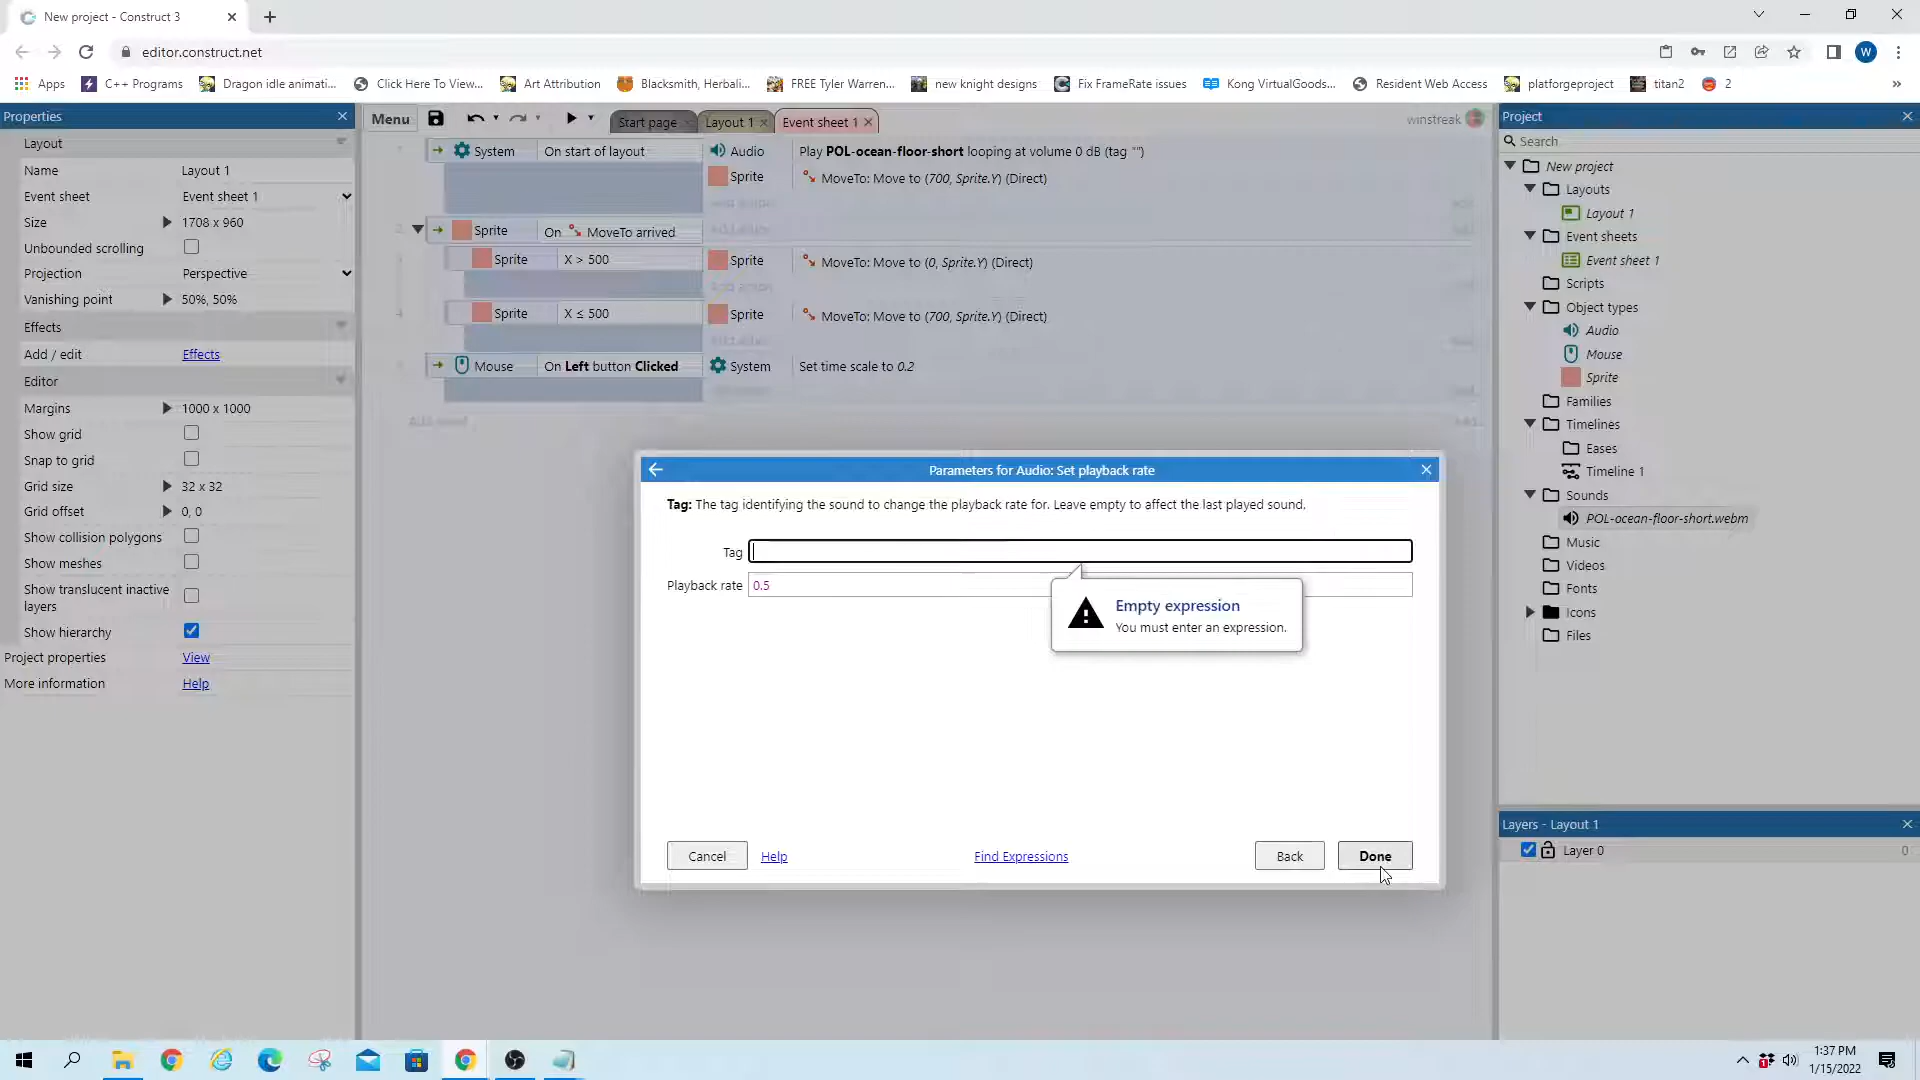 New project - Construct 3
editor.construct.net
W
Apps
C++ Programs
Dragon idle animati...
Click Here To View...
Art Attribution
Blacksmith, Herbali...
FREE Tyler Warren...
new knight designs
Fix FrameRate issues
Kong VirtualGoods...
Resident Web Access
platforgeproject
titan2
2
»
Properties
Menu
Start page
Layout 1
Event sheet 1
winstreak
Project
Layout
Name Layout 1
Event sheet Event sheet 1
Size 1708 x 960
Unbounded scrolling
Projection Perspective
Vanishing point 50%, 50%
Effects
Add / edit Effects
Editor
Margins 1000 x 1000
Show grid
Snap to grid
Grid size 32 x 32
Grid offset 0, 0
Show collision polygons
Show meshes
Show translucent inactive
layers
Show hierarchy
Project properties View
More information Help
System On start of layout Audio Play POL-ocean-floor-short looping at volume 0 dB (tag "")
Sprite MoveTo: Move to (700, Sprite.Y) (Direct)
2 Sprite On MoveTo arrived
Sprite X > 500 Sprite MoveTo: Move to (0, Sprite.Y) (Direct)
4 Sprite X ≤ 500 Sprite MoveTo: Move to (700, Sprite.Y) (Direct)
Mouse On Left button Clicked System Set time scale to 0.2
Parameters for Audio: Set playback rate
Tag: The tag identifying the sound to change the playback rate for. Leave empty to affect the last played sound.
Tag
Playback rate 0.5
Empty expression
You must enter an expression.
Cancel
Help
Find Expressions
Back
Done
Search
New project
Layouts
Layout 1
Event sheets
Event sheet 1
Scripts
Object types
Audio
Mouse
Sprite
Families
Timelines
Eases
Timeline 1
Sounds
POL-ocean-floor-short.webm
Music
Videos
Fonts
Icons
Files
Layers - Layout 1
Layer 0 0
1:37 PM
1/15/2022